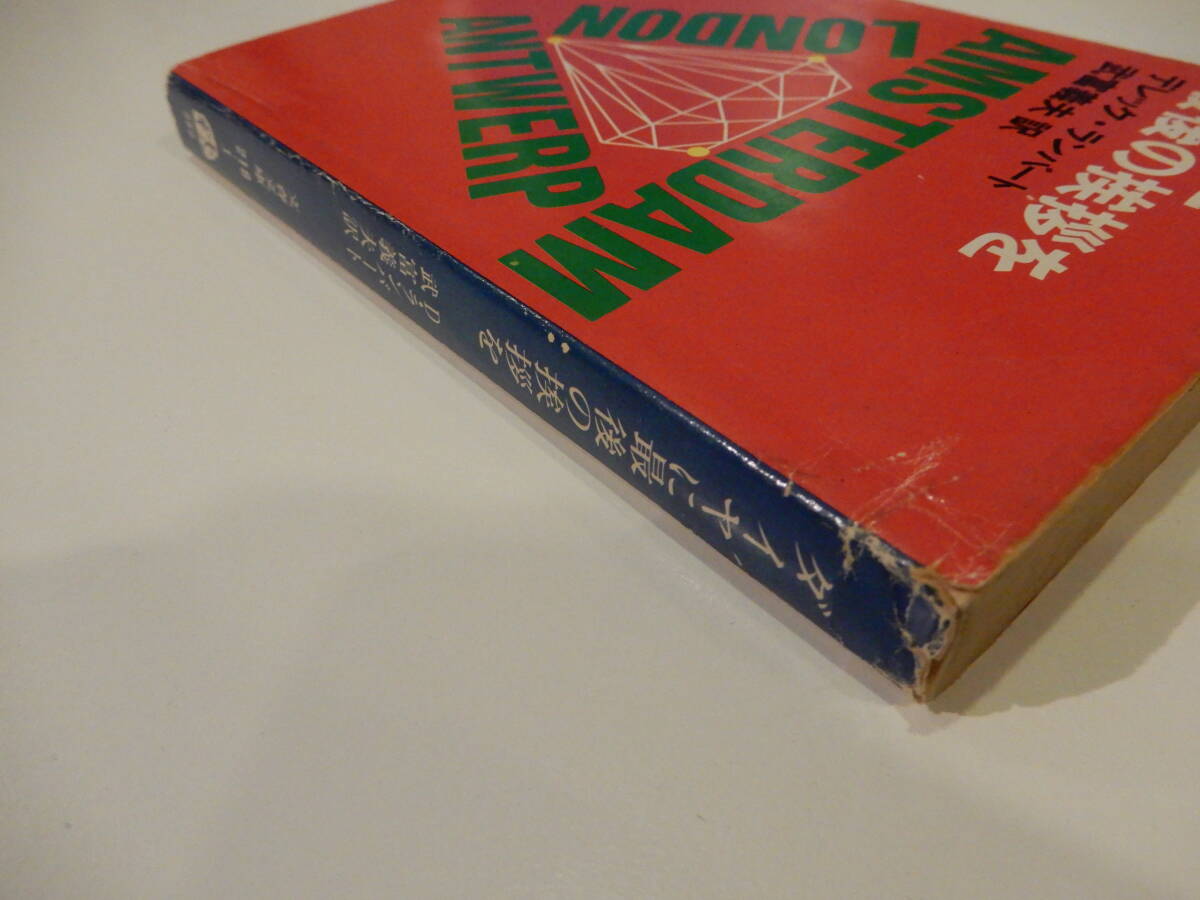 最後の挨拶を
デレック・ランバート
武富義夫訳
AMSTERDAM
LONDON
ANTWERP
ダイヤに最後の挨拶を
D・ランバート
武富義夫訳